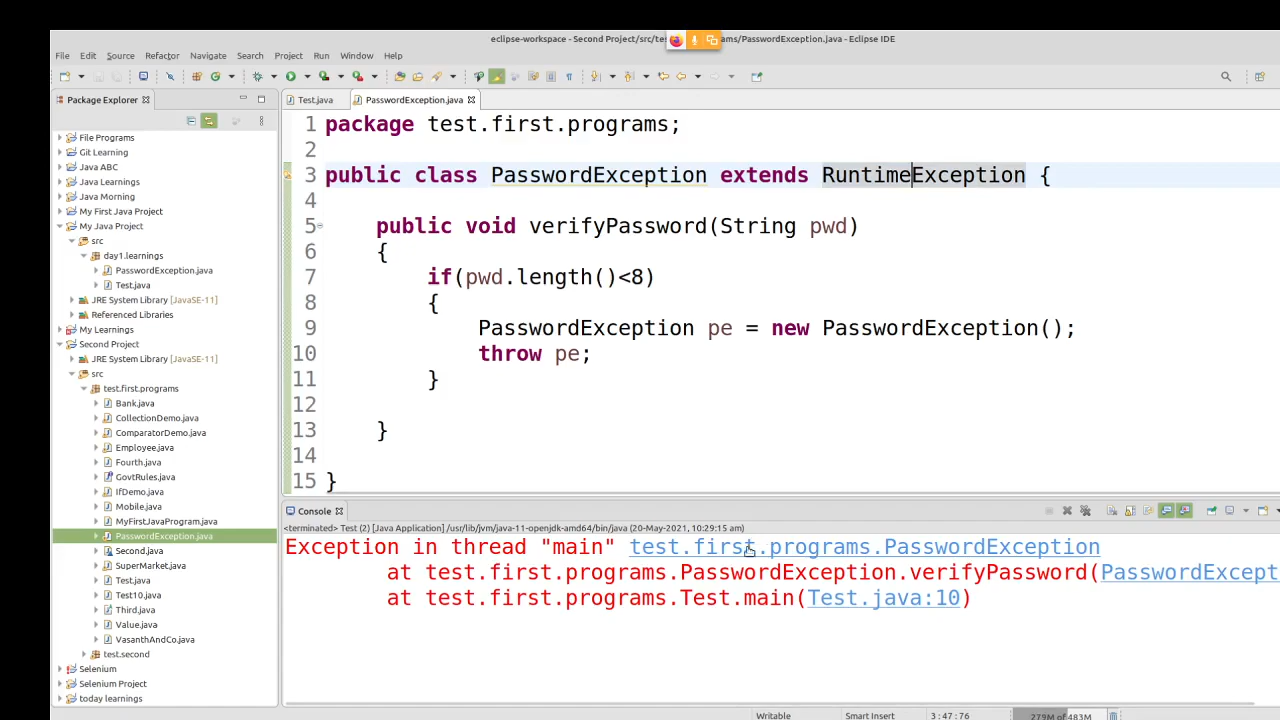 eclipse-workspace - Second Project/src/tes ams/PasswordException.java - Eclipse IDE
File Edit Source Refactor Navigate Search Project Run Window Help
Package Explorer
Test.java PasswordException.java
File Programs
Git Learning
Java ABC
Java Learnings
Java Morning
My First Java Project
My Java Project
src
day1.learnings
PasswordException.java
Test.java
JRE System Library [JavaSE-11]
Referenced Libraries
My Learnings
Second Project
JRE System Library [JavaSE-11]
src
test.first.programs
Bank.java
CollectionDemo.java
ComparatorDemo.java
Employee.java
Fourth.java
GovtRules.java
IfDemo.java
Mobile.java
MyFirstJavaProgram.java
PasswordException.java
Second.java
SuperMarket.java
Test.java
Test10.java
Third.java
Value.java
VasanthAndCo.java
test.second
Selenium
Selenium Project
today learnings
1 package test.first.programs;
2
3 public class PasswordException extends RuntimeException {
4
5 public void verifyPassword(String pwd)
6 {
7 if(pwd.length()<8)
8 {
9 PasswordException pe = new PasswordException();
10 throw pe;
11 }
12
13 }
14
15 }
Console
<terminated> Test (2) [Java Application] /usr/lib/jvm/java-11-openjdk-amd64/bin/java (20-May-2021, 10:29:15 am)
Exception in thread "main" test.first.programs.PasswordException
at test.first.programs.PasswordException.verifyPassword(PasswordExcept
at test.first.programs.Test.main(Test.java:10)
Writable Smart Insert 3:47:76 279M of 483M